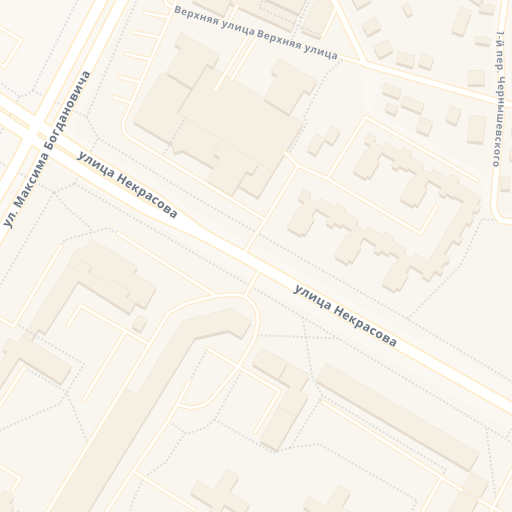 Верхняя улица Верхняя улица
1-й пер. Чернышевского
ул. Максима Богдановича
улица Некрасова
улица Некрасова